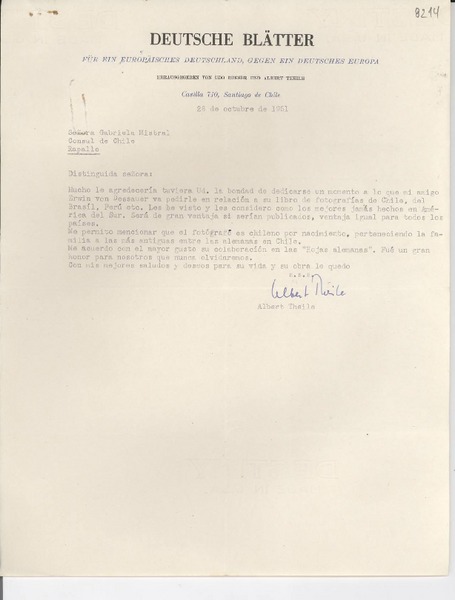 8214
DEUTSCHE BLÄTTER
FÜR EIN EUROPÄISCHES DEUTSCHLAND, GEGEN EIN DEUTSCHES EUROPA
HERAUSGEGEBEN VON UDO RUKSER UND ALBERT THEILE
Casilla 770, Santiago de Chile
26 de octubre de 1951
Señora Gabriela Mistral
Consul de Chile
Rapallo
Distinguida señora:
Mucho le agredecería tuviera Ud. la bondad de dedicarse un momento a lo que mi amigo
Erwin von Dessauer va pedirle en relación a su libro de fotografías de Chile, del
Brasil, Perú etc. Las he visto y las considero como los mejores jamás hechos en Amé-
rica del Sur. Será de gran ventaja si serían publicados, ventaja igual para todos los
países.
Me permito mencionar que el fotógrafo es chileno por nacimiento, perteneciendo la fa-
milia a las más antiguas entre las alemanas en Chile.
Me acuerdo con el mayor gusto su colaboración en las "Hojas alemanas". Fué un gran
honor para nosotros que nunca olvidaremos.
Con mis mejores saludos y deseos para su vida y su obra le quedo
Albert Theile
Albert Theile